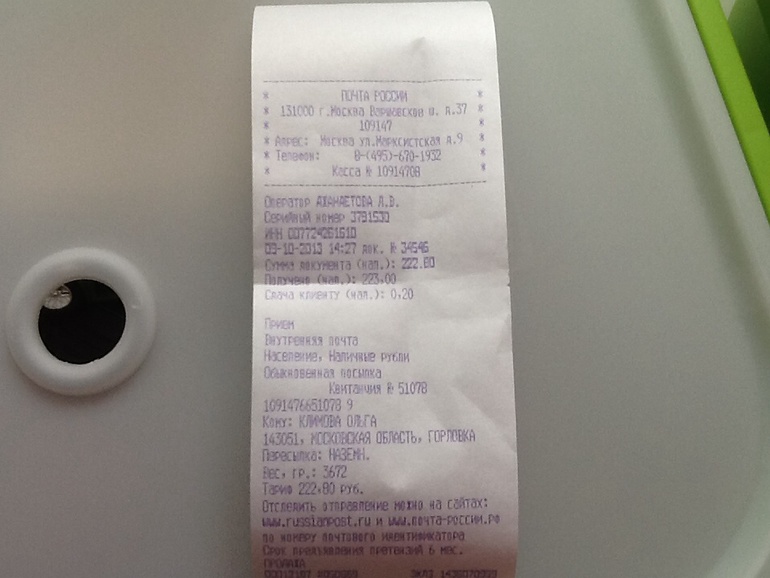 ПОЧТА РОССИИ
131000 г.Москва Варшавское ш. д.37
109147
Адрес: Москва ул.Марксистская д.9
Телефон: 8-(495)-670-1932
Касса № 10914708
Оператор Л.В.
Серийный номер 3791530
ИНН 007724261610
09-10-2013 14:27 док. № 34546
Сумма документа (нал.): 222.80
Получено (нал.): 223,00
Сдача клиенту (нал.): 0,20
Прием
Внутренняя почта
Население, Наличные рубли
Обыкновенная посылка
Квитанция № 51078
1091476651078 9
Кому: КЛИМОВА ОЛЬГА
143051, МОСКОВСКАЯ ОБЛАСТЬ, ГОРЛОВКА
Пересылка: НАЗЕМН.
Вес, гр.: 3672
Тариф 222,80 руб.
Отследить отправление можно на сайтах:
www.russianpost.ru и www.почта-россии.рф
по номеру почтового идентификатора
Срок предъявления претензий 6 мес.
ПРОДАЖА